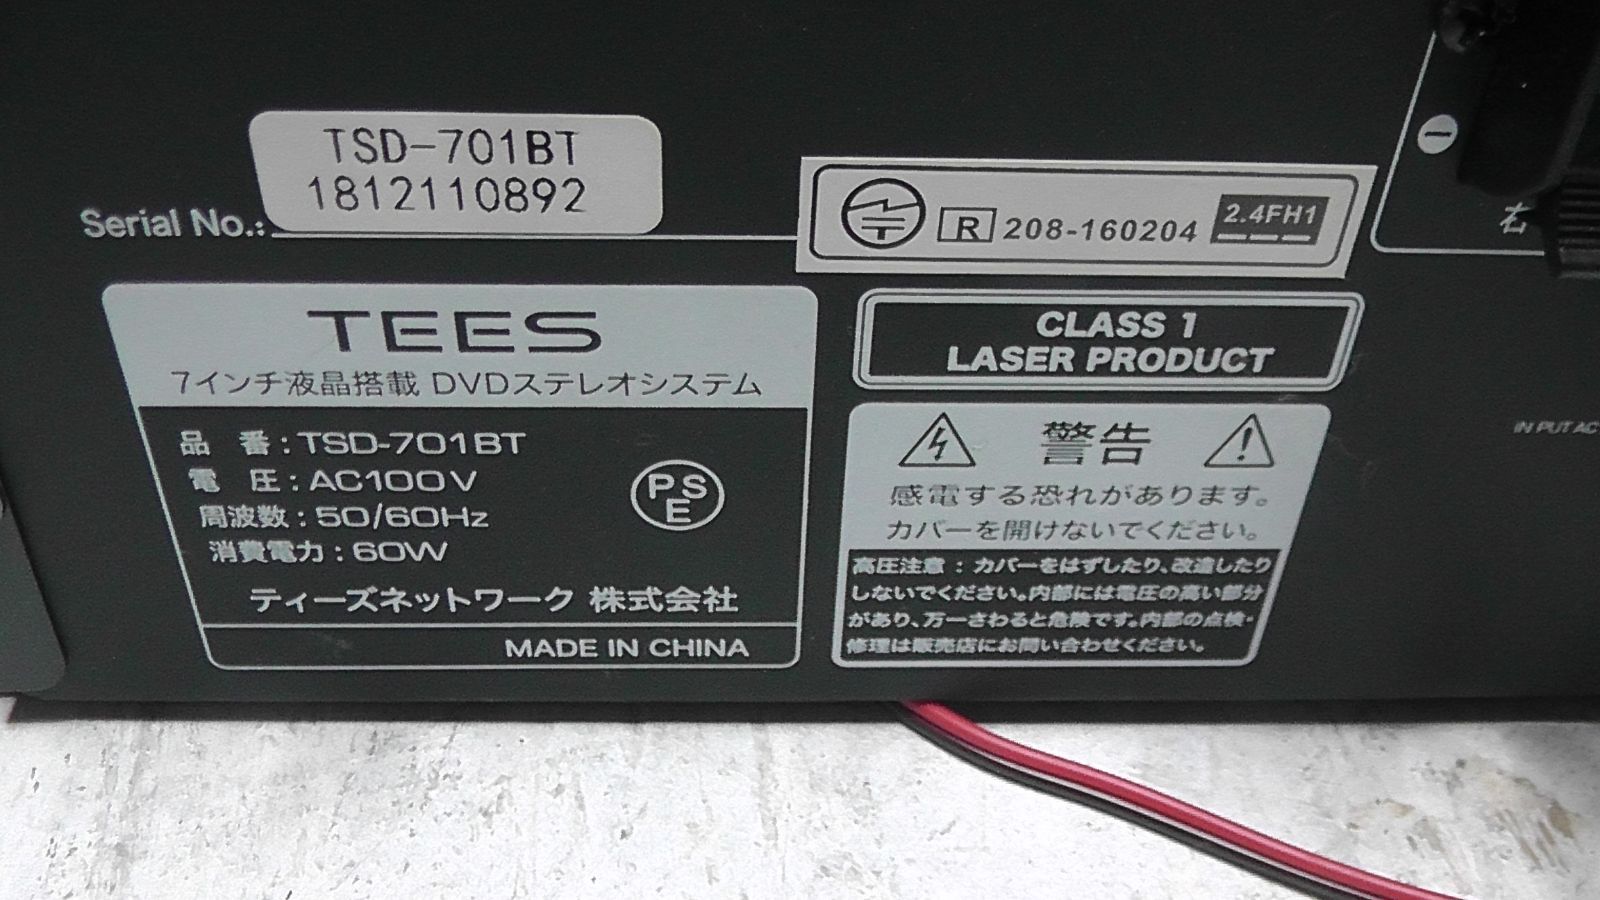 TSD-701BT
1812110892
Serial No.:
R 208-160204 2.4FH1
右
TEES
7インチ液晶搭載 DVDステレオシステム
品 番 : TSD-701BT
電 圧 : AC100V
周波数 : 50/60Hz
消費電力 : 60W
PSE
ティーズネットワーク 株式会社
MADE IN CHINA
CLASS 1
LASER PRODUCT
警告
感電する恐れがあります。
カバーを開けないでください。
高圧注意 : カバーをはずしたり、改造したり
しないでください。内部には電圧の高い部分
があり、万一さわると危険です。内部の点検・
修理は販売店にお問い合わせください。
IN PUT AC